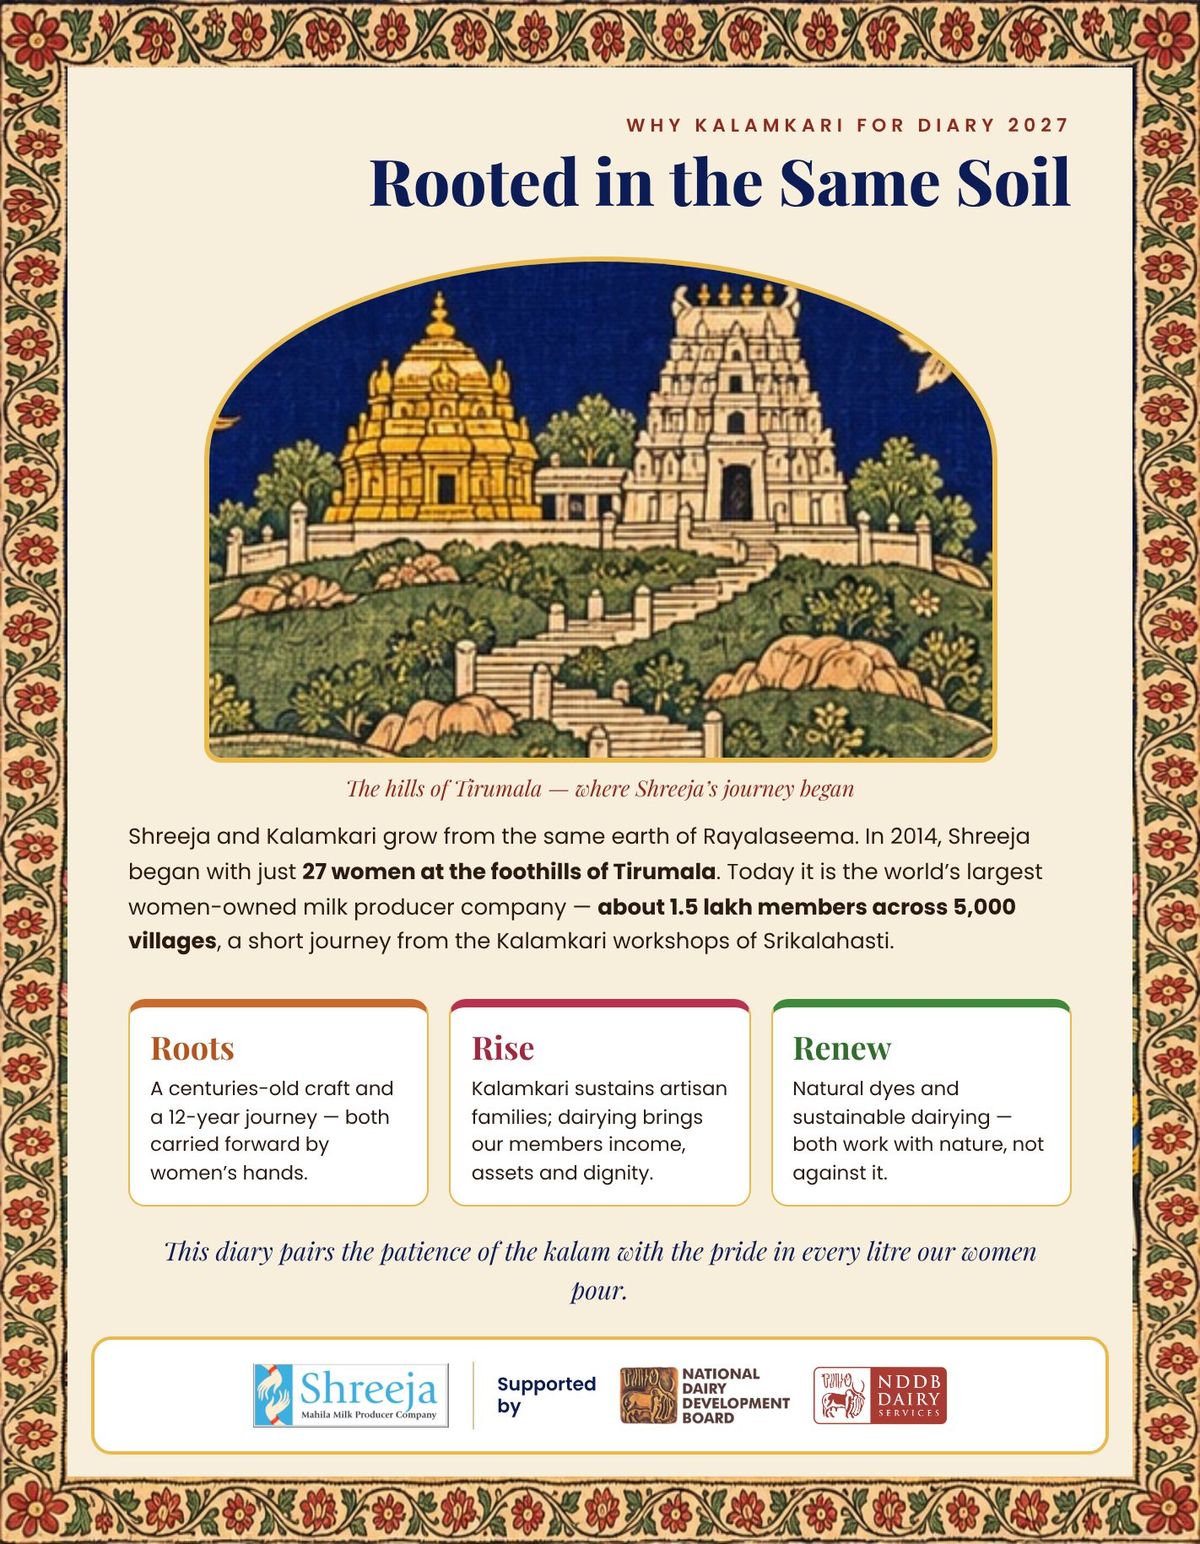 WHY KALAMKARI FOR DIARY 2027
Rooted in the Same Soil
The hills of Tirumala — where Shreeja’s journey began
Shreeja and Kalamkari grow from the same earth of Rayalaseema. In 2014, Shreeja
began with just 27 women at the foothills of Tirumala. Today it is the world’s largest
women-owned milk producer company — about 1.5 lakh members across 5,000
villages, a short journey from the Kalamkari workshops of Srikalahasti.
Roots
A centuries-old craft and
a 12-year journey — both
carried forward by
women’s hands.
Rise
Kalamkari sustains artisan
families; dairying brings
our members income,
assets and dignity.
Renew
Natural dyes and
sustainable dairying —
both work with nature, not
against it.
This diary pairs the patience of the kalam with the pride in every litre our women
pour.
Shreeja
Mahila Milk Producer Company
Supported
by
NATIONAL
DAIRY
DEVELOPMENT
BOARD
NDDB
DAIRY
SERVICES